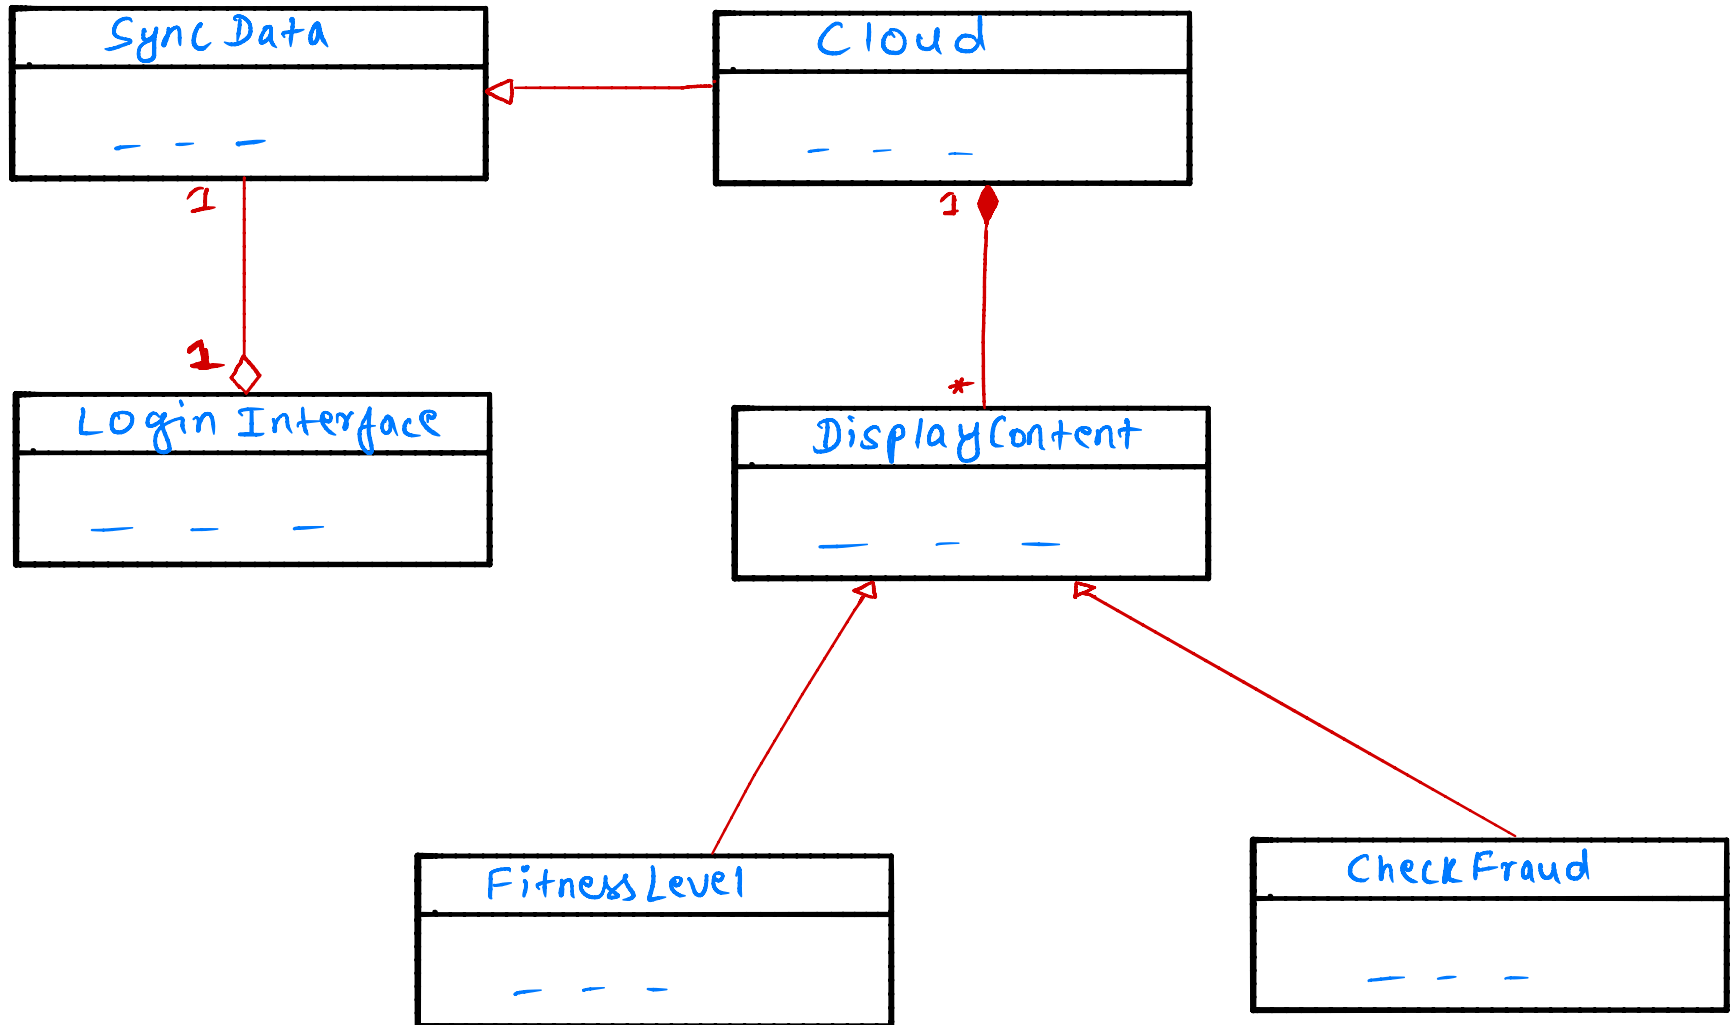 Sync Data
Cloud
- - -
- - -
1
1
1
*
Login Interface
DisplayContent
- - -
- - -
FitnessLevel
CheckFraud
- - -
- - -